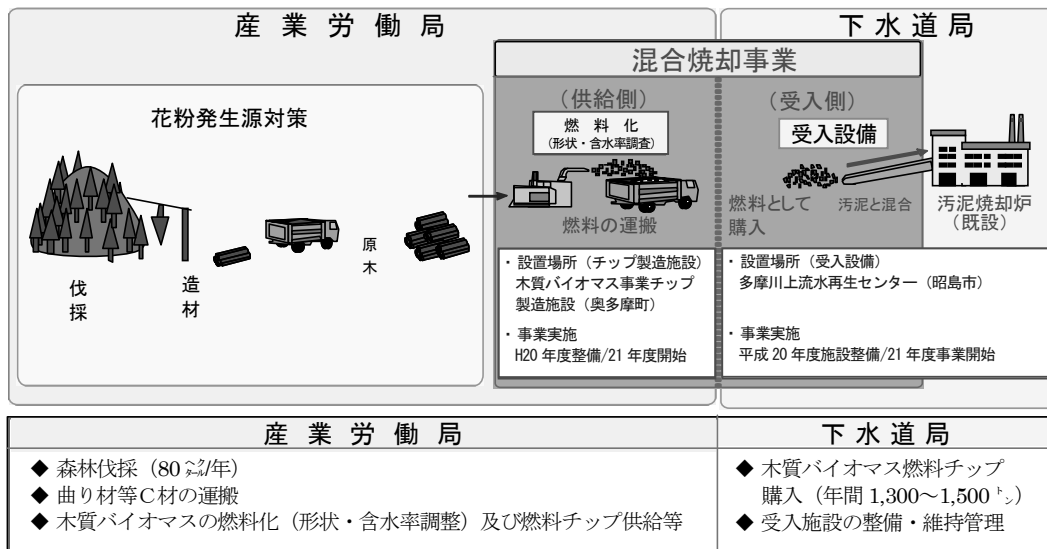 産業労働局
下水道局
混合焼却事業
花粉発生源対策
(供給側)
燃料化
(形状・含水率調査)
燃料の運搬
(受入側)
受入設備
燃料として
購入
汚泥と混合
汚泥焼却炉
(既設)
伐採
造材
原木
・設置場所(チップ製造施設)
木質バイオマス事業チップ
製造施設(奥多摩町)
・事業実施
H20 年度整備/21 年度開始
・設置場所(受入設備)
多摩川上流水再生センター(昭島市)
・事業実施
平成 20 年度施設整備/21 年度事業開始
産業労働局
◆ 森林伐採(80 ㌶/年)
◆ 曲り材等C材の運搬
◆ 木質バイオマスの燃料化(形状・含水率調整)及び燃料チップ供給等
下水道局
◆ 木質バイオマス燃料チップ
購入(年間 1,300~1,500 ㌧)
◆ 受入施設の整備・維持管理